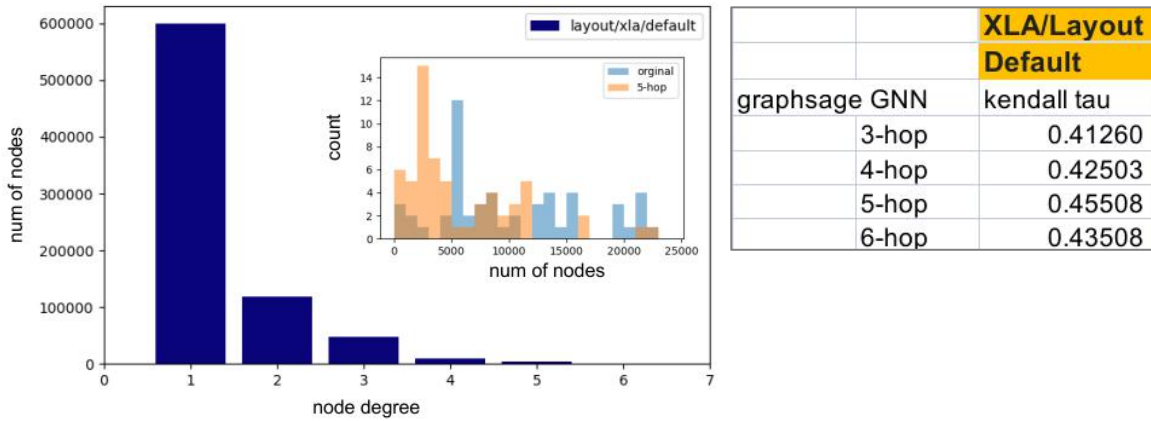 600000
500000
400000
300000
200000
100000
0
num of nodes
0 1 2 3 4 5 6 7
node degree
layout/xla/default
14
12
10
8
6
4
2
0
count
orginal
5-hop
0 5000 10000 15000 20000 25000
num of nodes
XLA/Layout
Default
graphsage GNN kendall tau
3-hop 0.41260
4-hop 0.42503
5-hop 0.45508
6-hop 0.43508